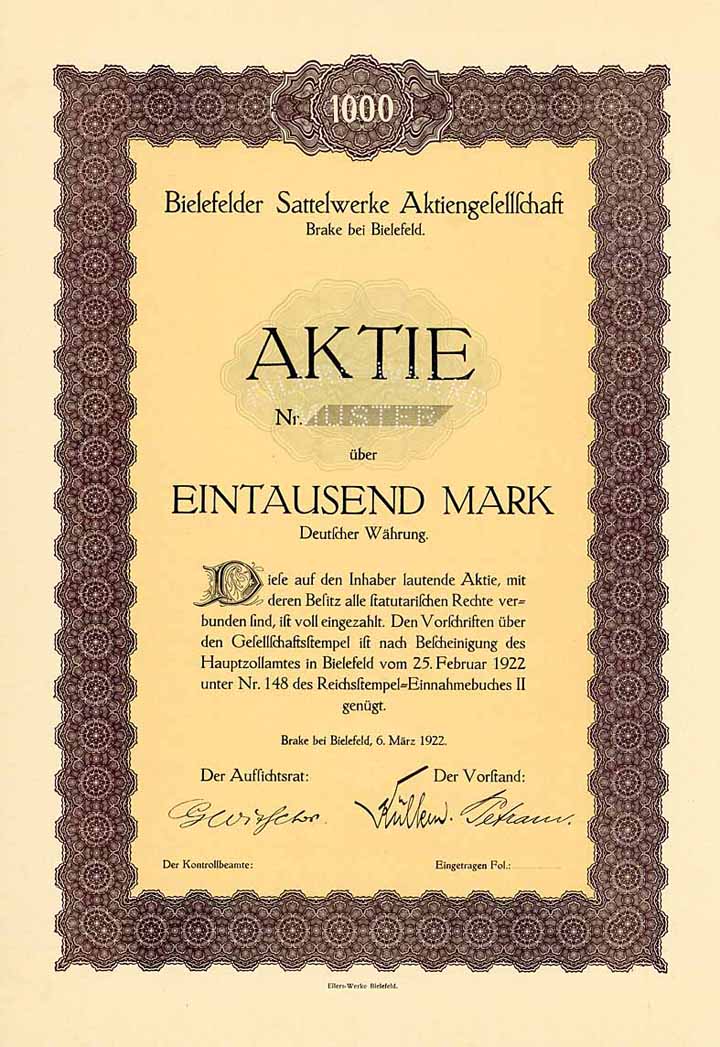 1000
Bielefelder Sattelwerke Aktiengeſellſchaft
Brake bei Bielefeld.
AKTIE
Nr. MUSTER
über
EINTAUSEND MARK
Deutſcher Währung.
Dieſe auf den Inhaber lautende Aktie, mit
deren Beſitz alle ſtatutariſchen Rechte ver=
bunden ſind, iſt voll eingezahlt. Den Vorſchriften über
den Geſellſchaftsſtempel iſt nach Beſcheinigung des
Hauptzollamtes in Bielefeld vom 25. Februar 1922
unter Nr. 148 des Reichsſtempel=Einnahmebuches II
genügt.
Brake bei Bielefeld, 6. März 1922.
Der Aufſichtsrat: Der Vorſtand:
Der Kontrollbeamte: Eingetragen Fol.:
Eilers-Werke Bielefeld.